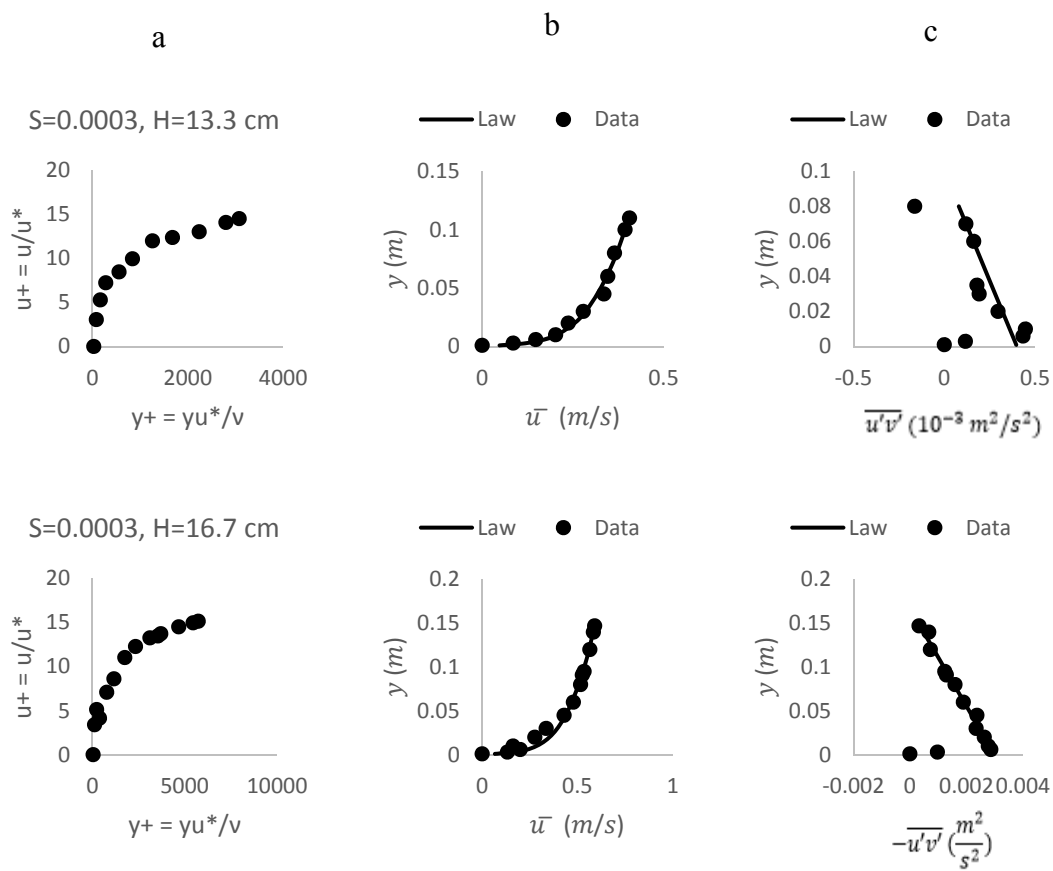 a
b
c
S=0.0003, H=13.3 cm
Law
Data
Law
Data
u+ = u/u*
20
15
10
5
0
0
2000
4000
y+ = yu*/ν
y (m)
0.15
0.1
0.05
0
0
0.5
u̅ (m/s)
y (m)
0.1
0.08
0.06
0.04
0.02
0
-0.5
0
0.5
u'v' (10⁻³ m²/s²)
S=0.0003, H=16.7 cm
Law
Data
Law
Data
u+ = u/u*
20
15
10
5
0
0
5000
10000
y+ = yu*/ν
y (m)
0.2
0.15
0.1
0.05
0
0
0.5
1
u̅ (m/s)
y (m)
0.2
0.15
0.1
0.05
0
-0.002
0
0.002
0.004
−u'v' (m²/s²)